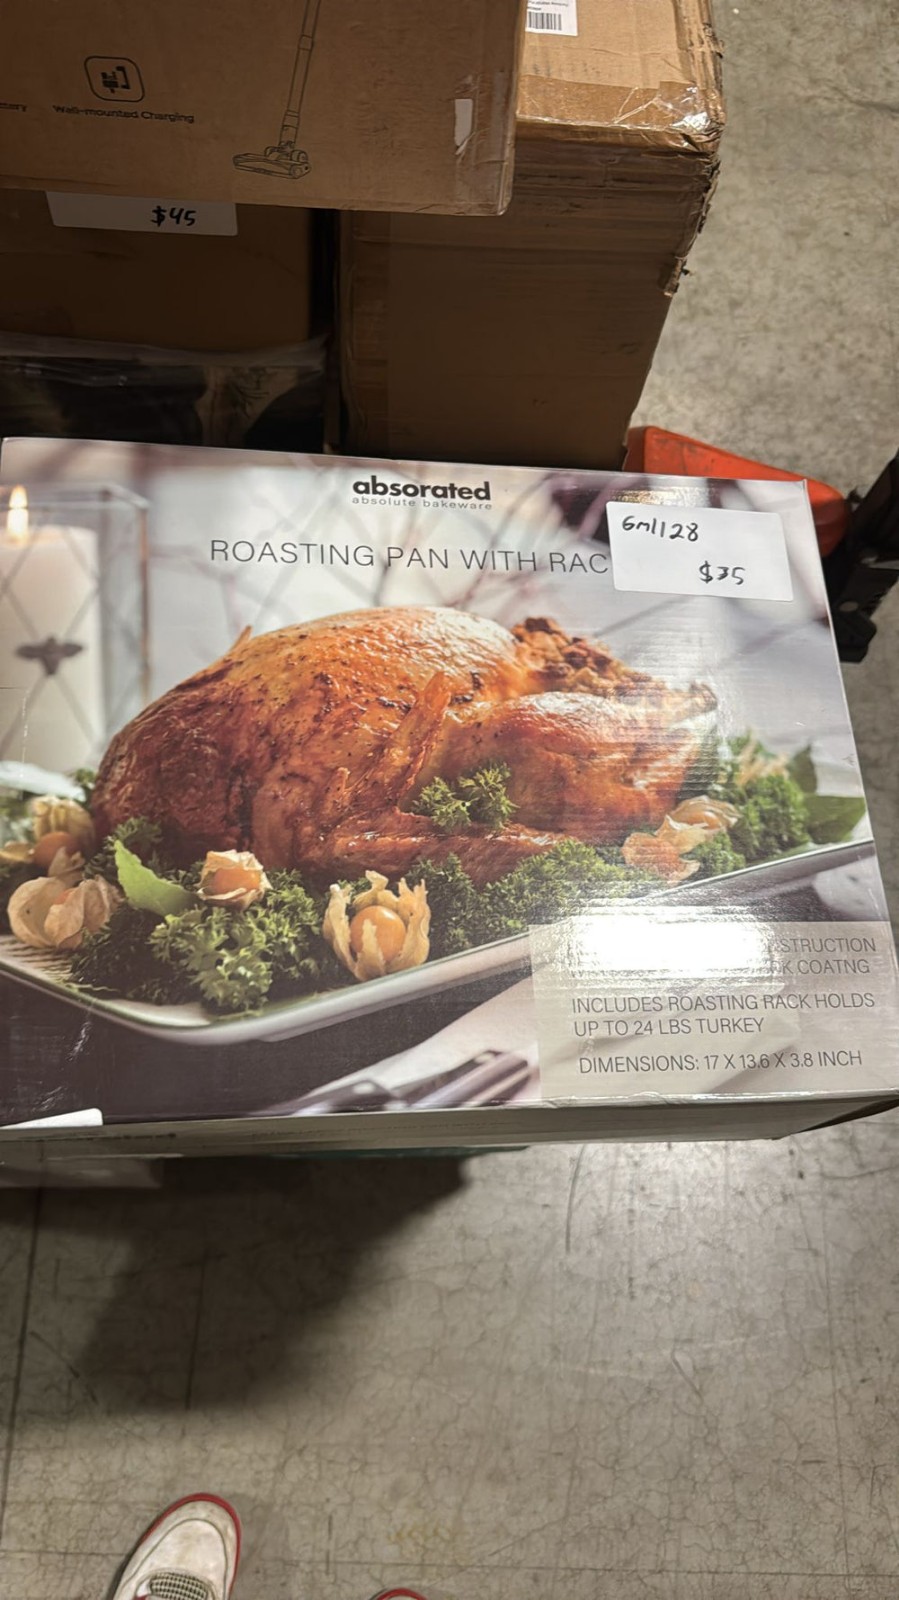 Wall-mounted Charging
$45
absorated
absolute bakeware
ROASTING PAN WITH RAC
6m1128
$35
STRUCTION
K COATNG
INCLUDES ROASTING RACK HOLDS
UP TO 24 LBS TURKEY
DIMENSIONS: 17 X 13.6 X 3.8 INCH